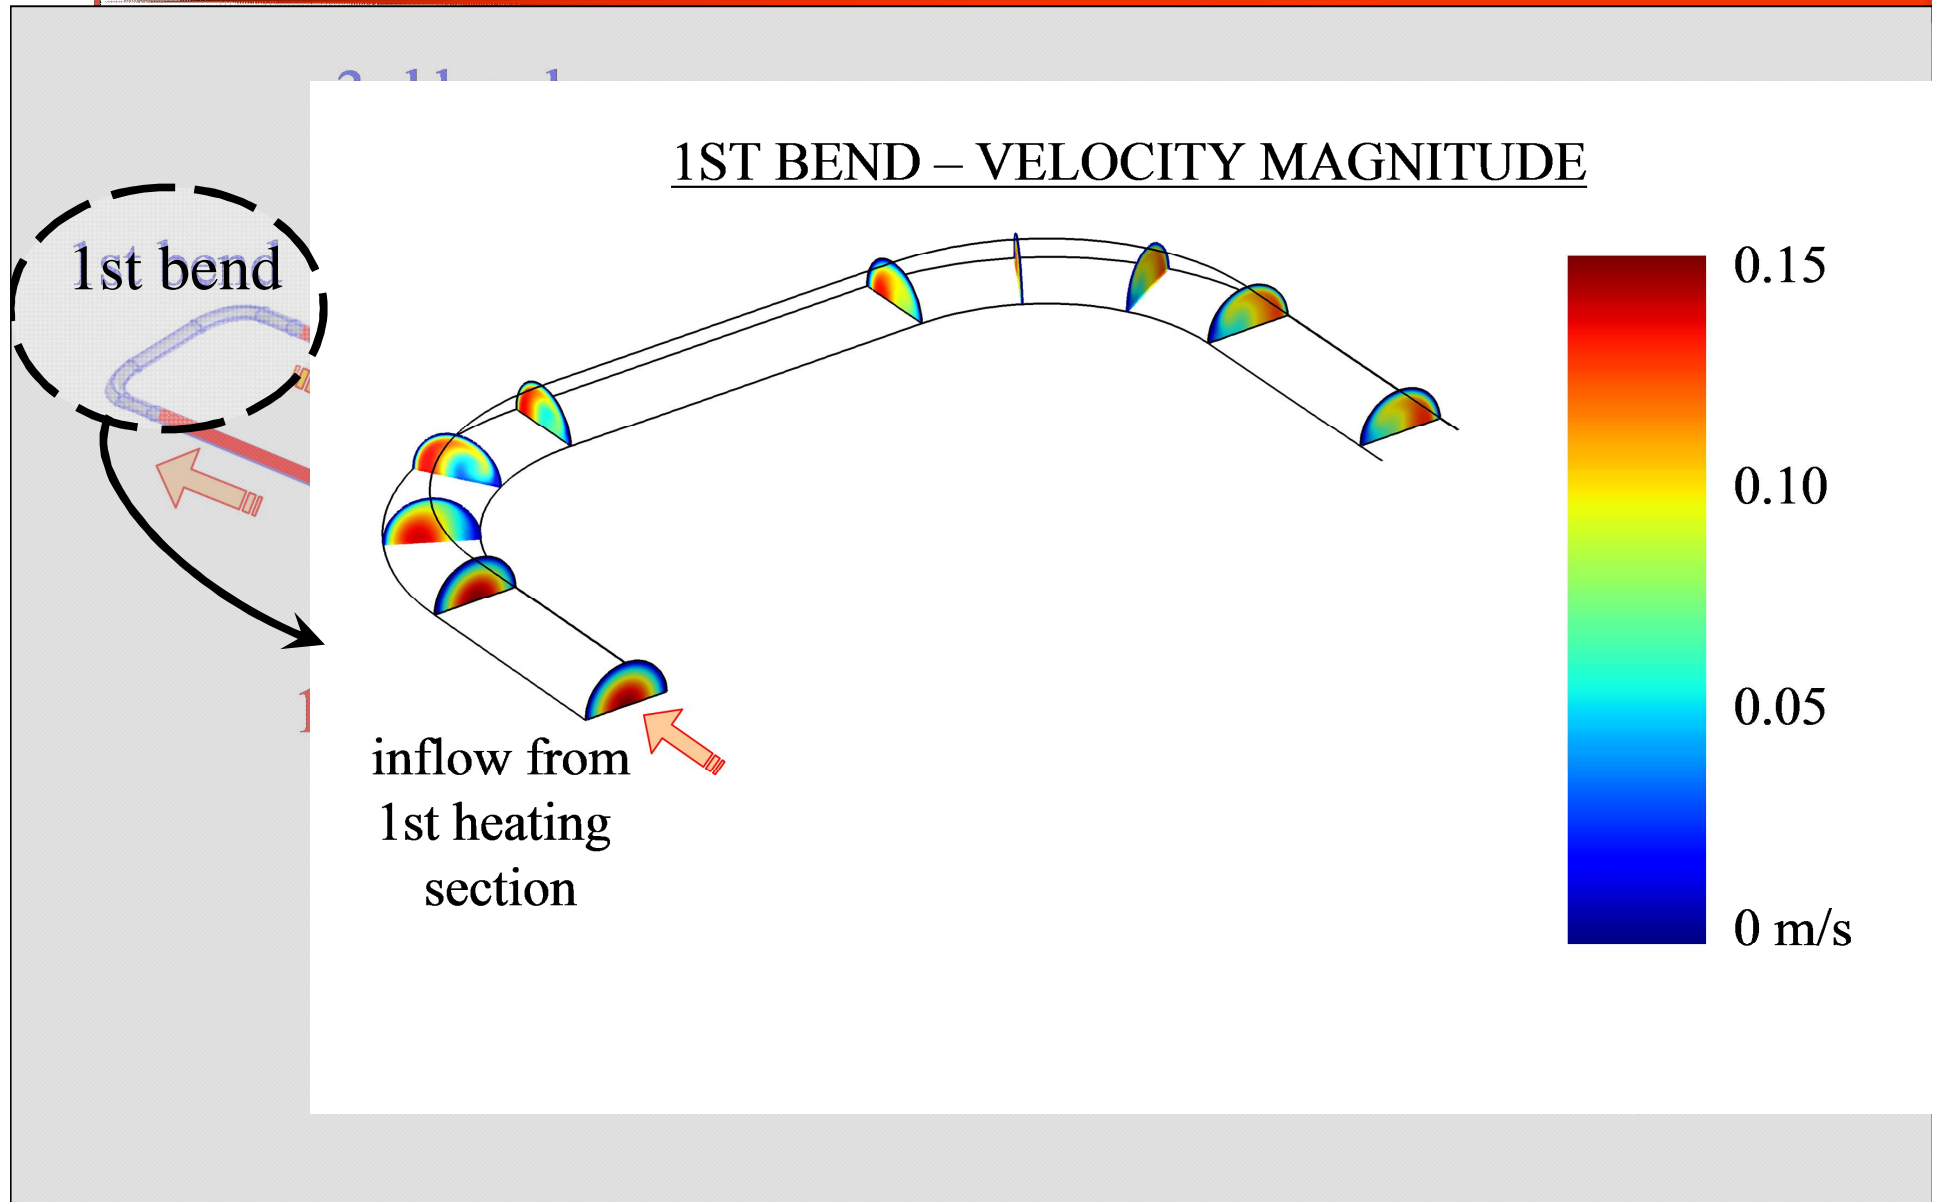 1ST BEND – VELOCITY MAGNITUDE
1st bend
0.15
0.10
0.05
0 m/s
inflow from
1st heating
section